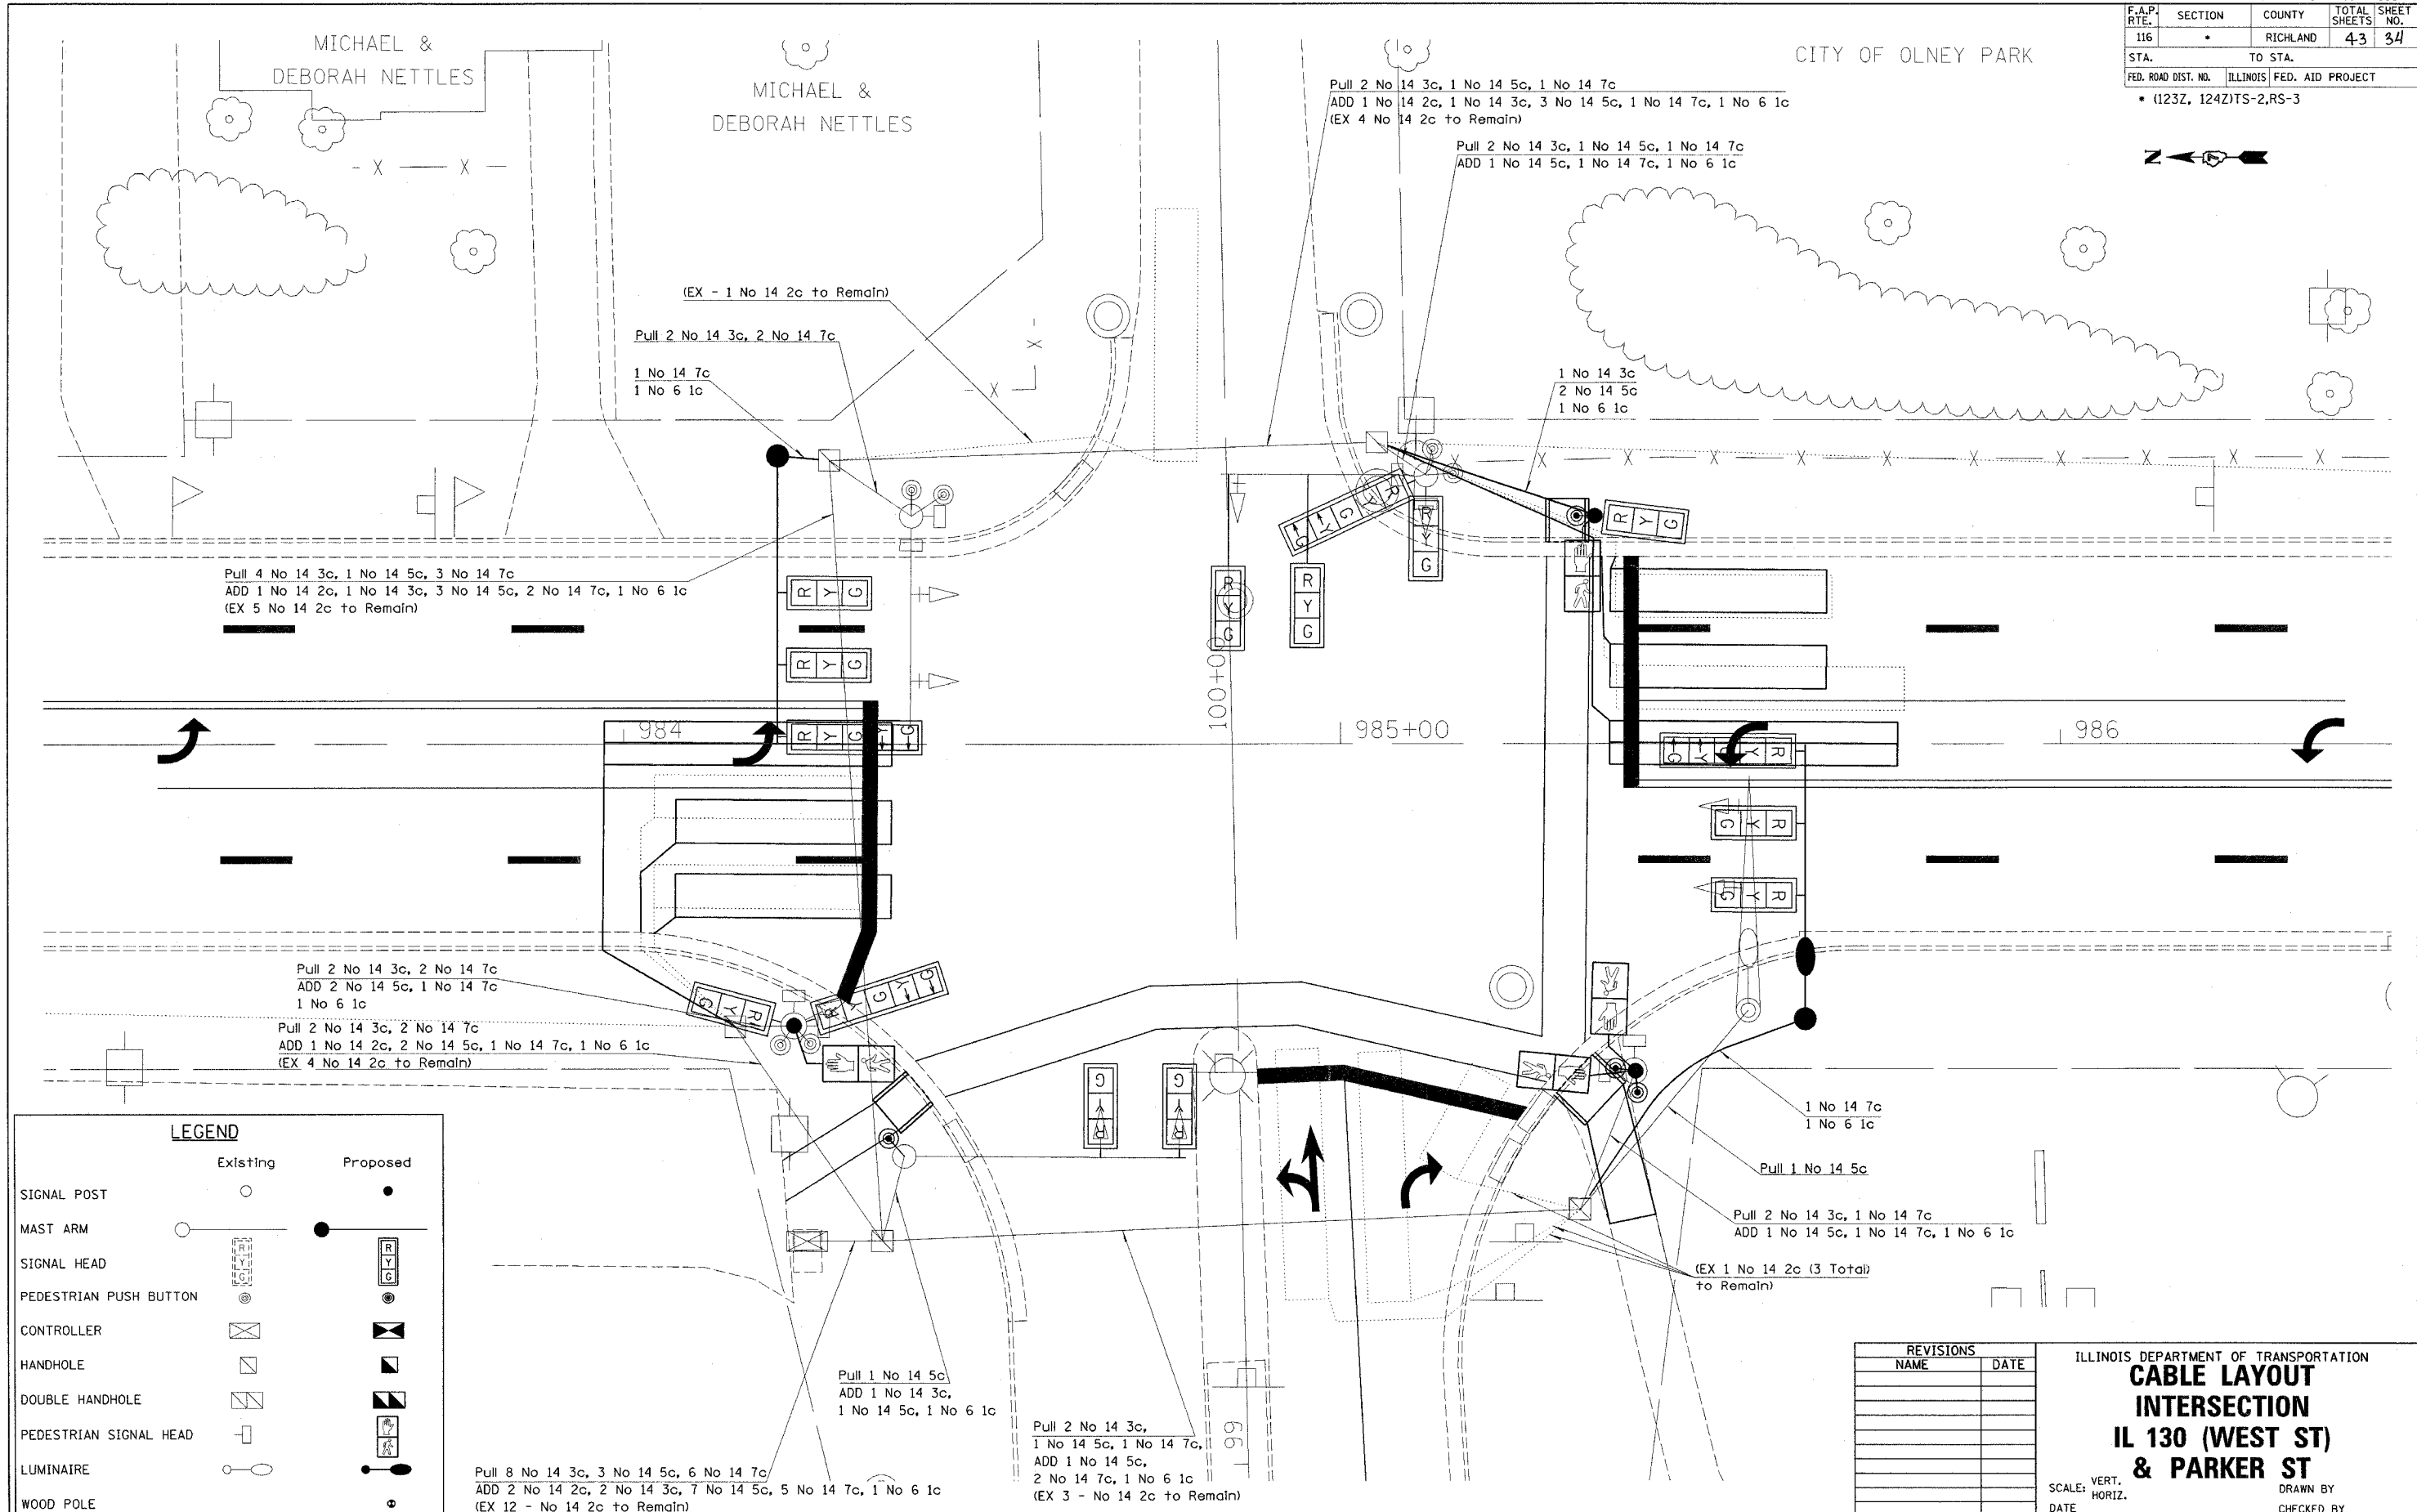 F.A.P. RTE. SECTION COUNTY TOTAL SHEETS SHEET NO.
116 * RICHLAND 43 34
STA. TO STA.
FED. ROAD DIST. NO. ILLINOIS FED. AID PROJECT
* (123Z, 124Z)TS-2,RS-3
Z
MICHAEL &
DEBORAH NETTLES
MICHAEL &
DEBORAH NETTLES
CITY OF OLNEY PARK
Pull 2 No 14 3c, 1 No 14 5c, 1 No 14 7c
ADD 1 No 14 2c, 1 No 14 3c, 3 No 14 5c, 1 No 14 7c, 1 No 6 1c
(EX 4 No 14 2c to Remain)
Pull 2 No 14 3c, 1 No 14 5c, 1 No 14 7c
ADD 1 No 14 5c, 1 No 14 7c, 1 No 6 1c
(EX - 1 No 14 2c to Remain)
Pull 2 No 14 3c, 2 No 14 7c
1 No 14 7c
1 No 6 1c
1 No 14 3c
2 No 14 5c
1 No 6 1c
Pull 4 No 14 3c, 1 No 14 5c, 3 No 14 7c
ADD 1 No 14 2c, 1 No 14 3c, 3 No 14 5c, 2 No 14 7c, 1 No 6 1c
(EX 5 No 14 2c to Remain)
R Y G
R Y G
R Y G Y G
R Y G Y G
R Y G
R Y G
R Y G
R Y G
984
100+00
985+00
986
G Y G Y R
G Y R
G Y R
Pull 2 No 14 3c, 2 No 14 7c
ADD 2 No 14 5c, 1 No 14 7c
1 No 6 1c
G Y R
R Y G Y G
Pull 2 No 14 3c, 2 No 14 7c
ADD 1 No 14 2c, 2 No 14 5c, 1 No 14 7c, 1 No 6 1c
(EX 4 No 14 2c to Remain)
G Y R
G Y R
1 No 14 7c
1 No 6 1c
Pull 1 No 14 5c
Pull 2 No 14 3c, 1 No 14 7c
ADD 1 No 14 5c, 1 No 14 7c, 1 No 6 1c
(EX 1 No 14 2c (3 Total)
to Remain)
LEGEND
Existing Proposed
SIGNAL POST
MAST ARM
SIGNAL HEAD R Y G R Y G
PEDESTRIAN PUSH BUTTON
CONTROLLER
HANDHOLE
DOUBLE HANDHOLE
PEDESTRIAN SIGNAL HEAD
LUMINAIRE
WOOD POLE
Pull 1 No 14 5c
ADD 1 No 14 3c,
1 No 14 5c, 1 No 6 1c
Pull 2 No 14 3c,
1 No 14 5c, 1 No 14 7c,
ADD 1 No 14 5c,
2 No 14 7c, 1 No 6 1c
(EX 3 - No 14 2c to Remain)
99
Pull 8 No 14 3c, 3 No 14 5c, 6 No 14 7c
ADD 2 No 14 2c, 2 No 14 3c, 7 No 14 5c, 5 No 14 7c, 1 No 6 1c
(EX 12 - No 14 2c to Remain)
REVISIONS
NAME DATE
ILLINOIS DEPARTMENT OF TRANSPORTATION
CABLE LAYOUT
INTERSECTION
IL 130 (WEST ST)
& PARKER ST
SCALE: VERT. HORIZ.
DRAWN BY
DATE
CHECKED BY